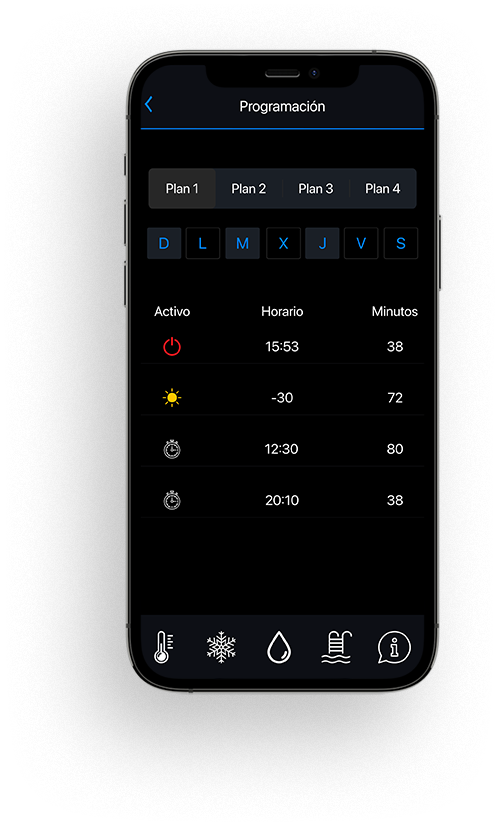 Programación
Plan 1 Plan 2 Plan 3 Plan 4
D L M X J V S
Activo Horario Minutos
15:53 38
-30 72
12:30 80
20:10 38